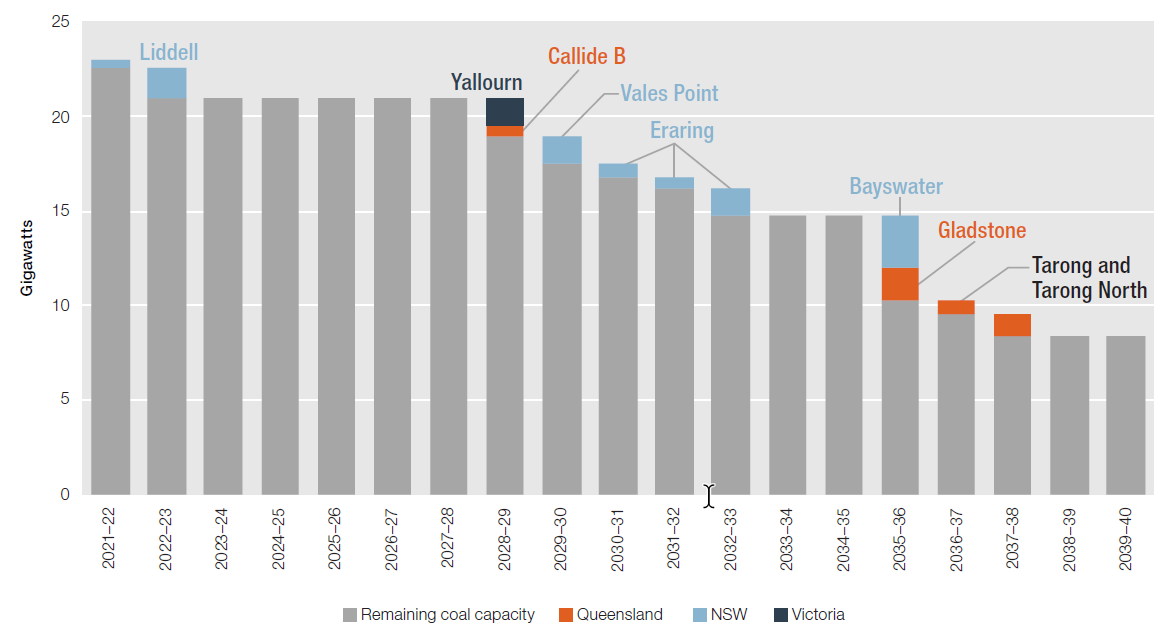 25
20
15
10
5
0
Gigawatts
Liddell
Yallourn
Callide B
Vales Point
Eraring
Bayswater
Gladstone
Tarong and
Tarong North
2021–22
2022–23
2023–24
2024–25
2025–26
2026–27
2027–28
2028–29
2029–30
2030–31
2031–32
2032–33
2033–34
2034–35
2035–36
2036–37
2037–38
2038–39
2039–40
Remaining coal capacity
Queensland
NSW
Victoria